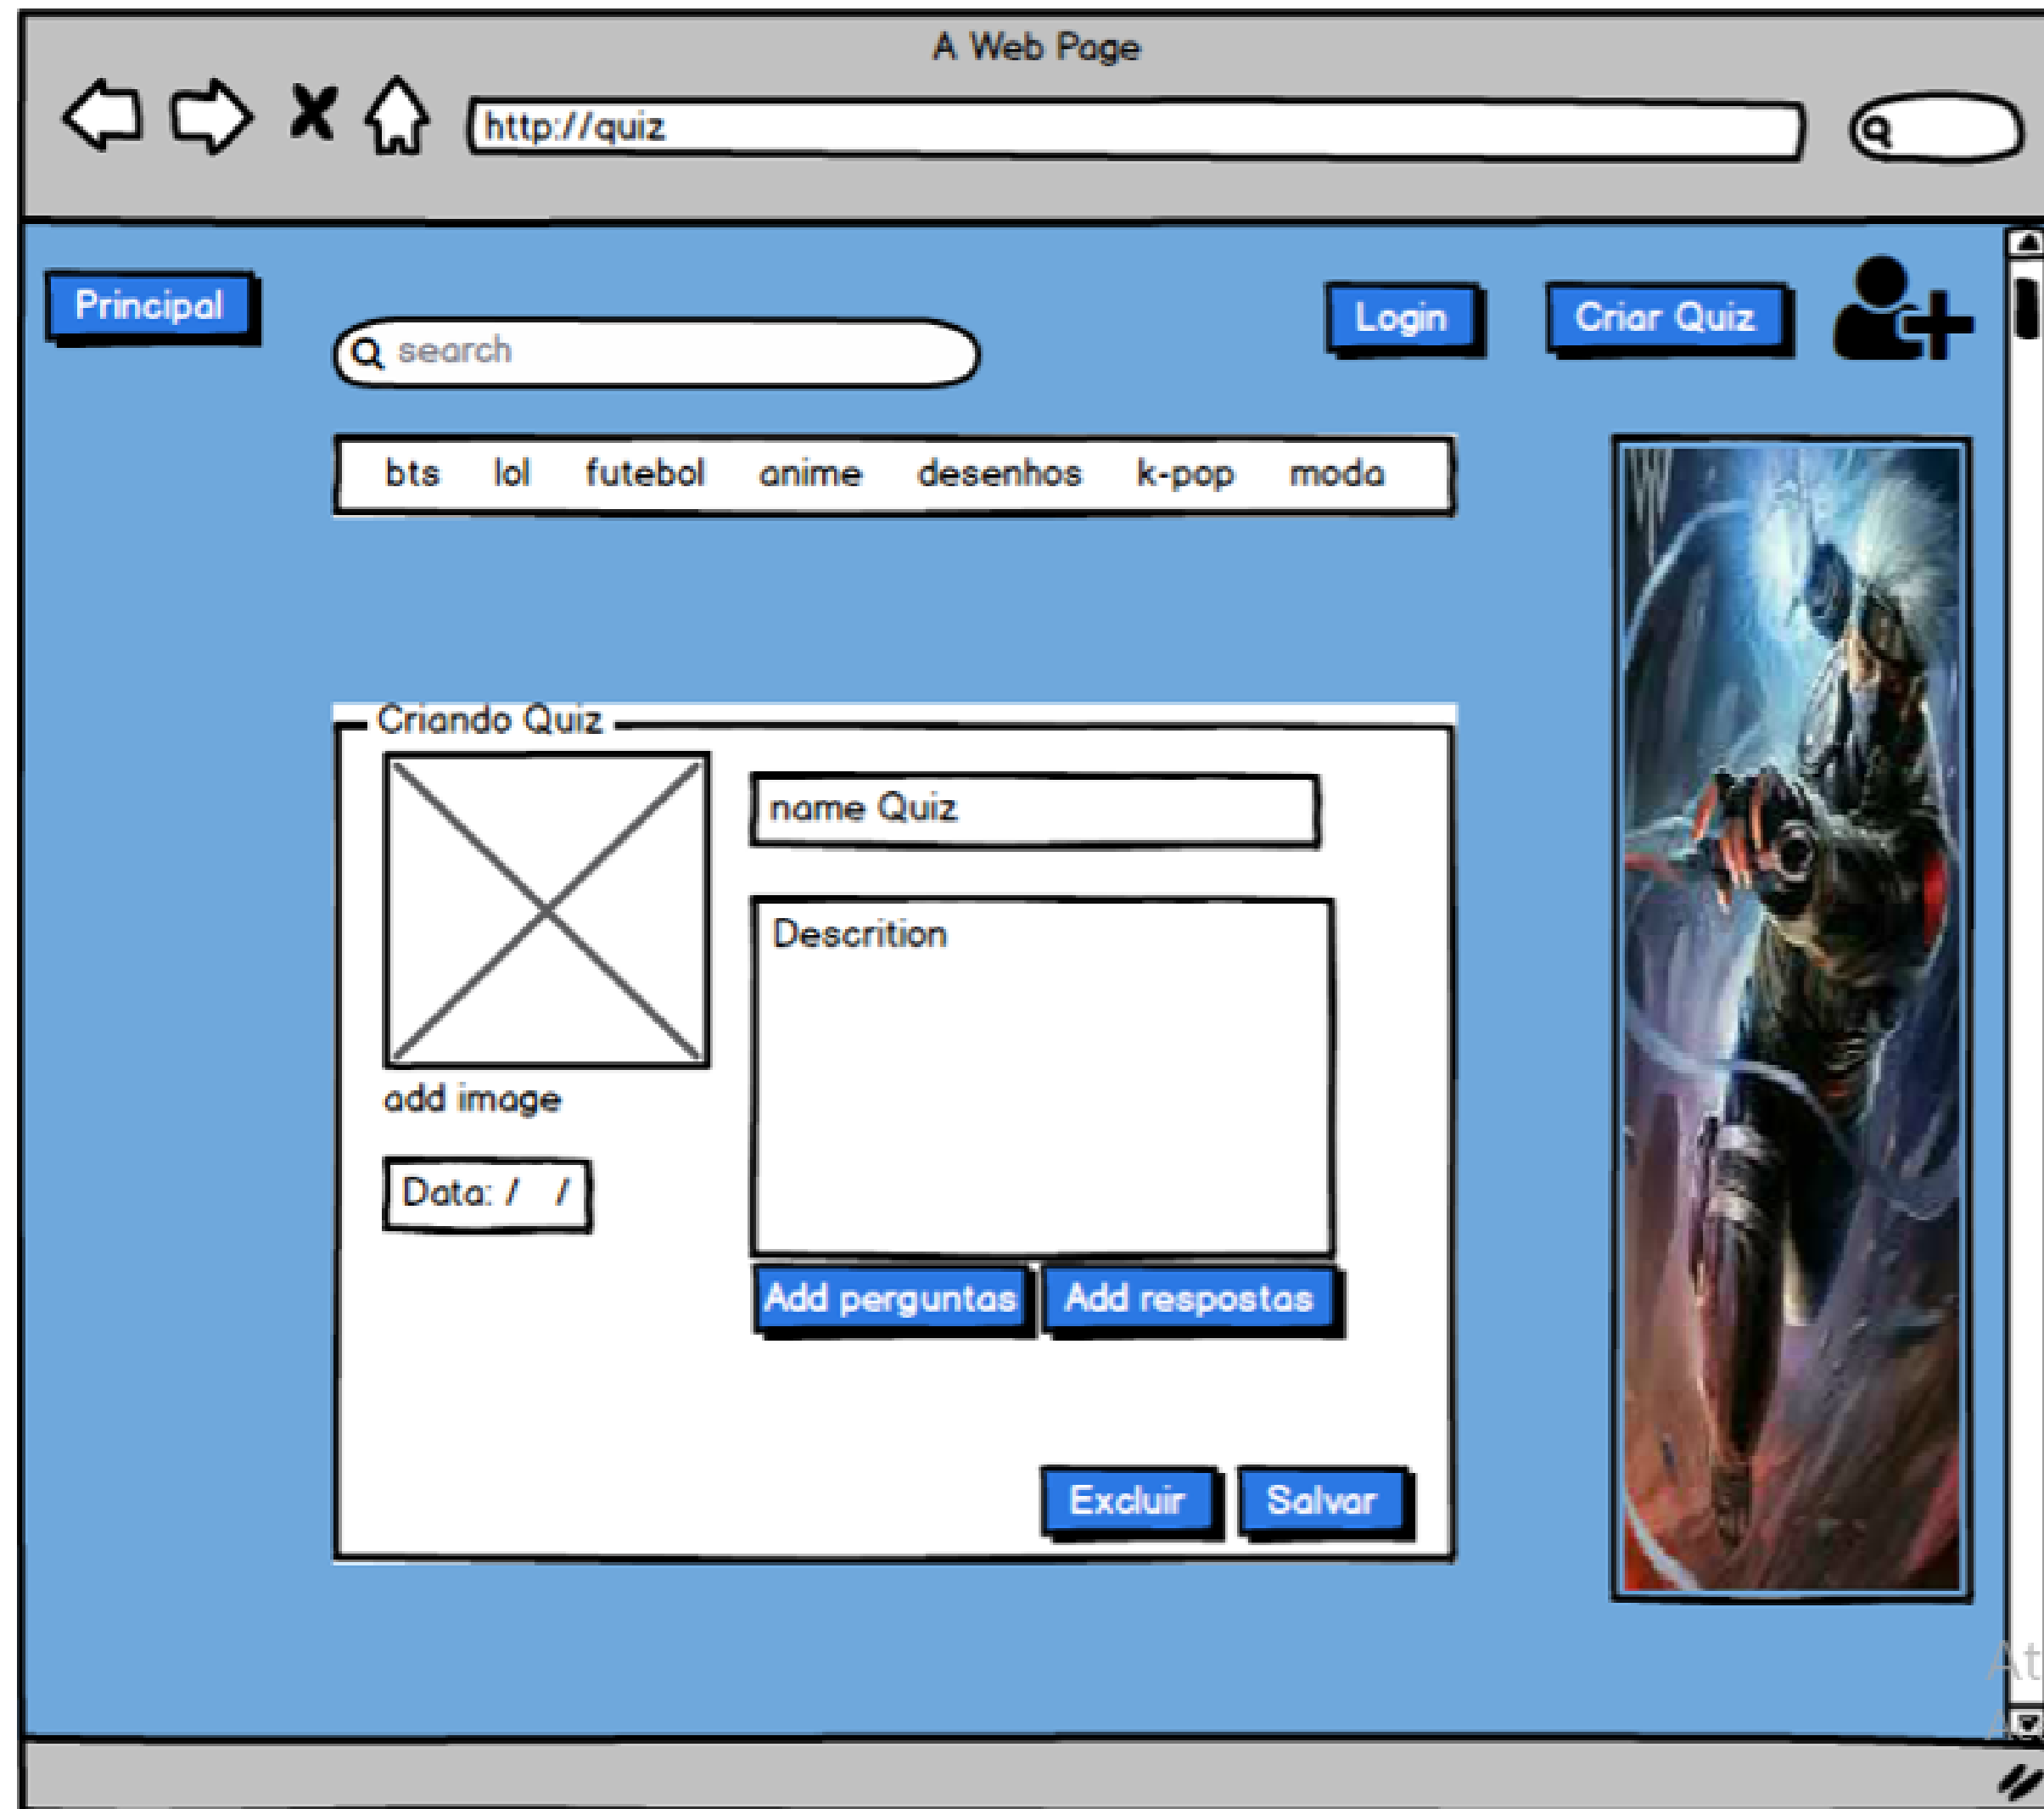 A Web Page
http://quiz
Principal
search
Login
Criar Quiz
bts lol futebol anime desenhos k-pop moda
Criando Quiz
name Quiz
Descrition
add image
Data: / /
Add perguntas
Add respostas
Excluir
Salvar
At